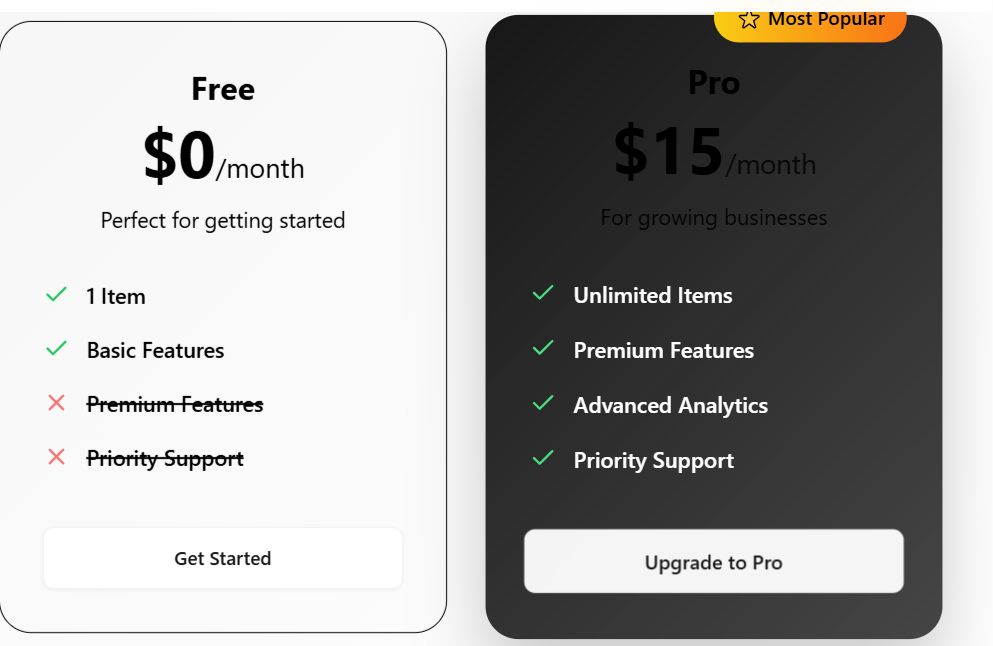 Free
$0/month
Perfect for getting started
1 Item
Basic Features
Premium Features
Priority Support
Get Started
Most Popular
Pro
$15/month
For growing businesses
Unlimited Items
Premium Features
Advanced Analytics
Priority Support
Upgrade to Pro